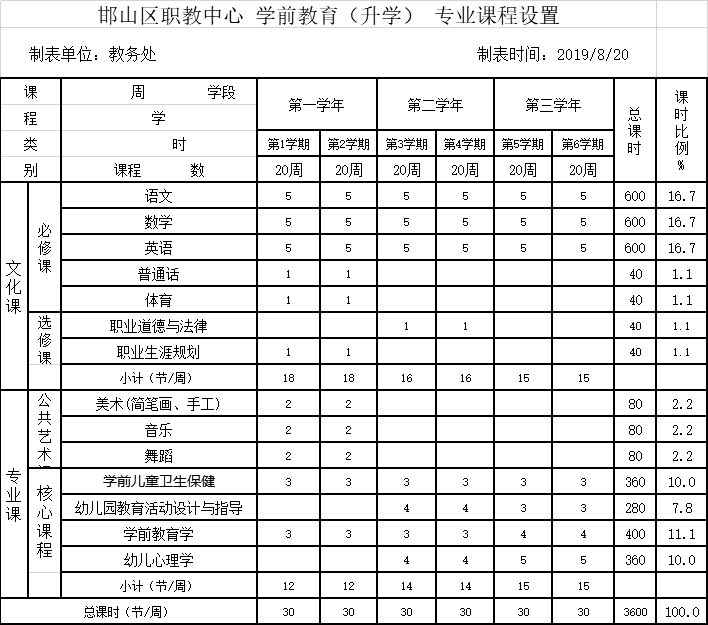 邯山区职教中心 学前教育（升学） 专业课程设置
制表单位：教务处 制表时间：2019/8/20
课 周 学段 第一学年 第二学年 第三学年 总课时 课时比例%
程 学
类 时 第1学期 第2学期 第3学期 第4学期 第5学期 第6学期
别 课程 数 20周 20周 20周 20周 20周 20周
文化课 必修课 语文 5 5 5 5 5 5 600 16.7
数学 5 5 5 5 5 5 600 16.7
英语 5 5 5 5 5 5 600 16.7
普通话 1 1 40 1.1
体育 1 1 40 1.1
选修课 职业道德与法律 1 1 40 1.1
职业生涯规划 1 1 40 1.1
小计（节/周） 18 18 16 16 15 15
专业课 公共艺术 美术(简笔画、手工) 2 2 80 2.2
音乐 2 2 80 2.2
舞蹈 2 2 80 2.2
核心课程 学前儿童卫生保健 3 3 3 3 3 3 360 10.0
幼儿园教育活动设计与指导 4 4 3 3 280 7.8
学前教育学 3 3 3 3 4 4 400 11.1
幼儿心理学 4 4 5 5 360 10.0
小计（节/周） 12 12 14 14 15 15
总课时（节/周） 30 30 30 30 30 30 3600 100.0